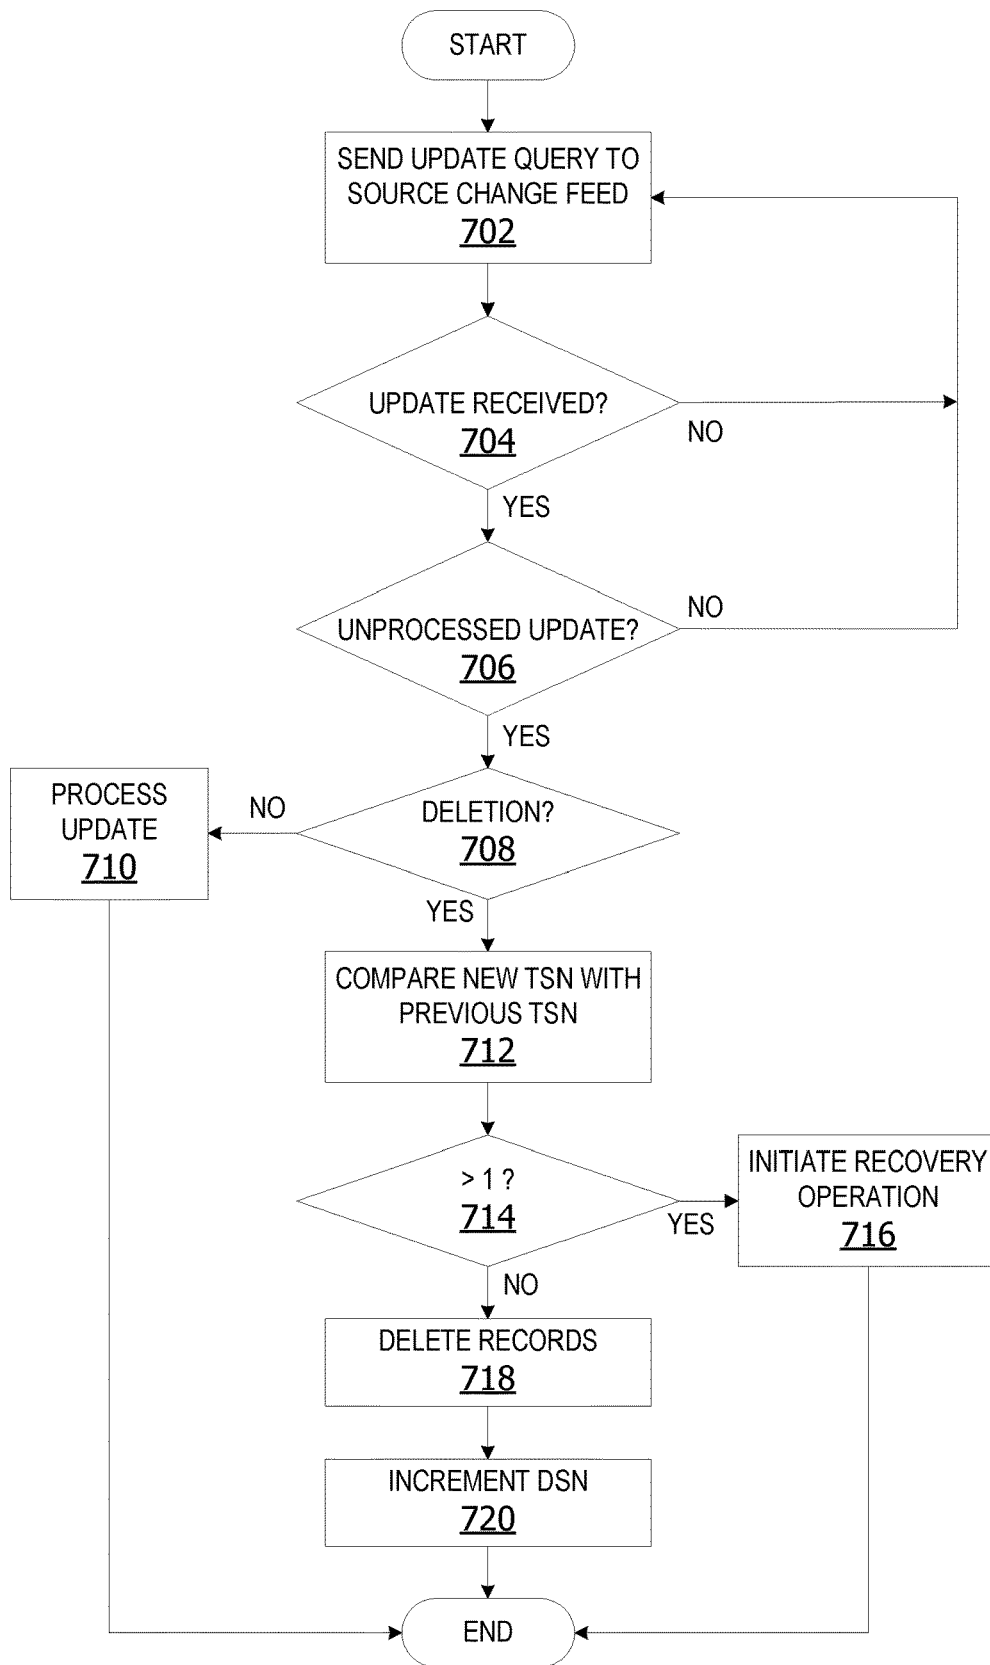 START
SEND UPDATE QUERY TO
SOURCE CHANGE FEED
702
UPDATE RECEIVED?
704
NO
YES
UNPROCESSED UPDATE?
706
NO
YES
DELETION?
708
NO
PROCESS
UPDATE
710
YES
COMPARE NEW TSN WITH
PREVIOUS TSN
712
> 1 ?
714
YES
INITIATE RECOVERY
OPERATION
716
NO
DELETE RECORDS
718
INCREMENT DSN
720
END